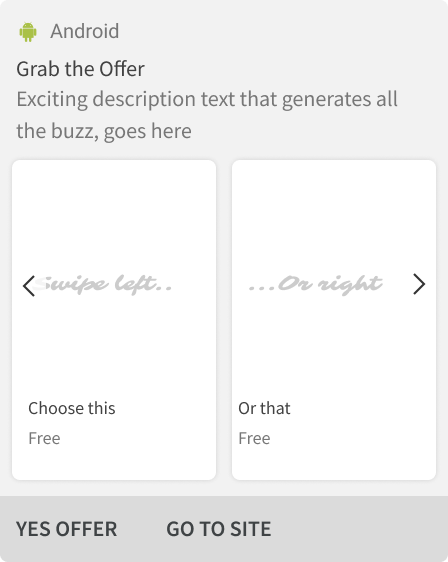 Android
Grab the Offer
Exciting description text that generates all
the buzz, goes here
Swipe left..
...Or right
Choose this
Free
Or that
Free
YES OFFER
GO TO SITE